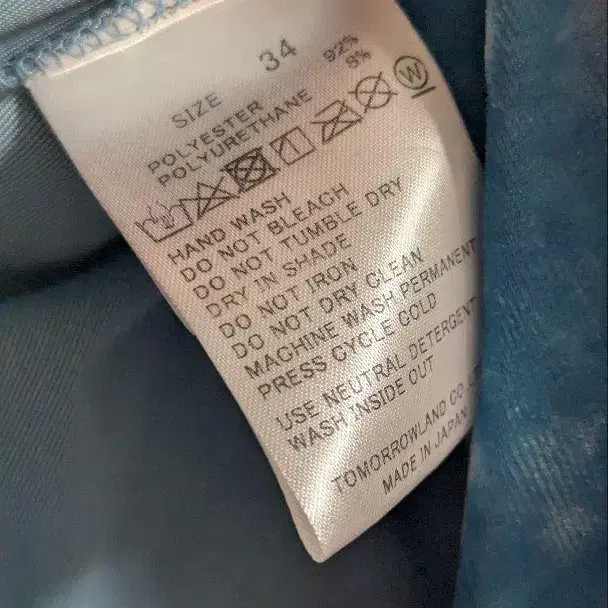 SIZE 34
POLYESTER 92%
POLYURETHANE 8%
W
HAND WASH
DO NOT BLEACH
DO NOT TUMBLE DRY
DRY IN SHADE
DO NOT IRON
DO NOT DRY CLEAN
MACHINE WASH PERMANENT
PRESS CYCLE COLD
USE NEUTRAL DETERGENT
WASH INSIDE OUT
TOMORROWLAND CO.,
MADE IN JAPAN